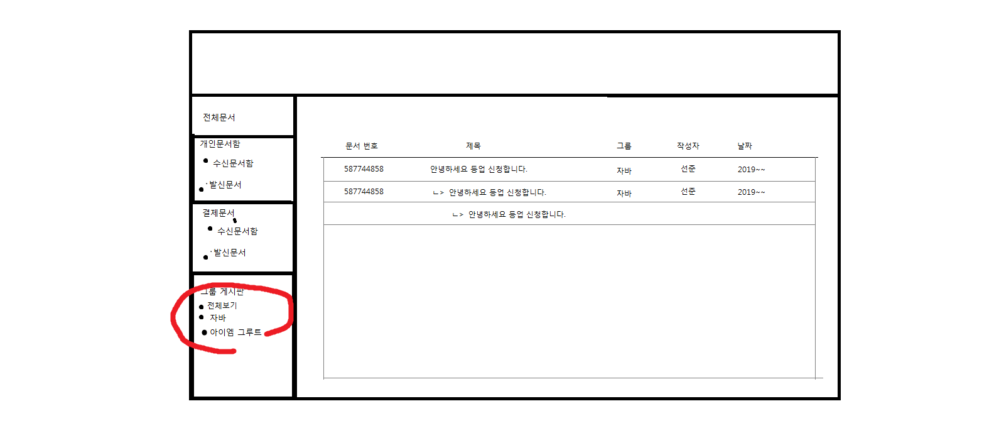 전체문서
개인문서함
수신문서함
·발신문서
결제문서
수신문서함
·발신문서
그룹 게시판
전체보기
자바
아이엠 그루트
문서 번호 제목 그룹 작성자 날짜
587744858 안녕하세요 등업 신청합니다. 자바 선준 2019~~
587744858 ㄴ> 안녕하세요 등업 신청합니다. 자바 선준 2019~~
ㄴ> 안녕하세요 등업 신청합니다.